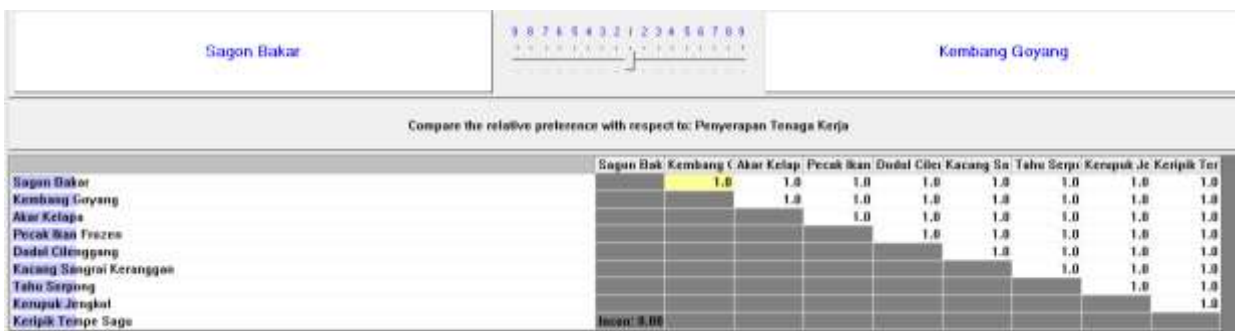 9 8 7 6 5 4 3 2 1 2 3 4 5 6 7 8 9
Sagon Bakar
Kembang Goyang
Compare the relative preference with respect to: Penyerapan Tenaga Kerja
Sagon Bak Kembang G Akar Kelap Pecak Ikan Dodol Cilen Kacang Sa Tahu Serpo Kerupuk Je Keripik Ter
Sagon Bakar 1.0 1.0 1.0 1.0 1.0 1.0 1.0 1.0
Kembang Goyang 1.0 1.0 1.0 1.0 1.0 1.0 1.0
Akar Kelapa 1.0 1.0 1.0 1.0 1.0 1.0
Pecak Ikan Frozen 1.0 1.0 1.0 1.0 1.0
Dodol Cilenggang 1.0 1.0 1.0 1.0
Kacang Sangrai Keranggan 1.0 1.0 1.0
Tahu Serpong 1.0 1.0
Kerupuk Jengkol 1.0
Keripik Tempe Sagu Incon: 0.00